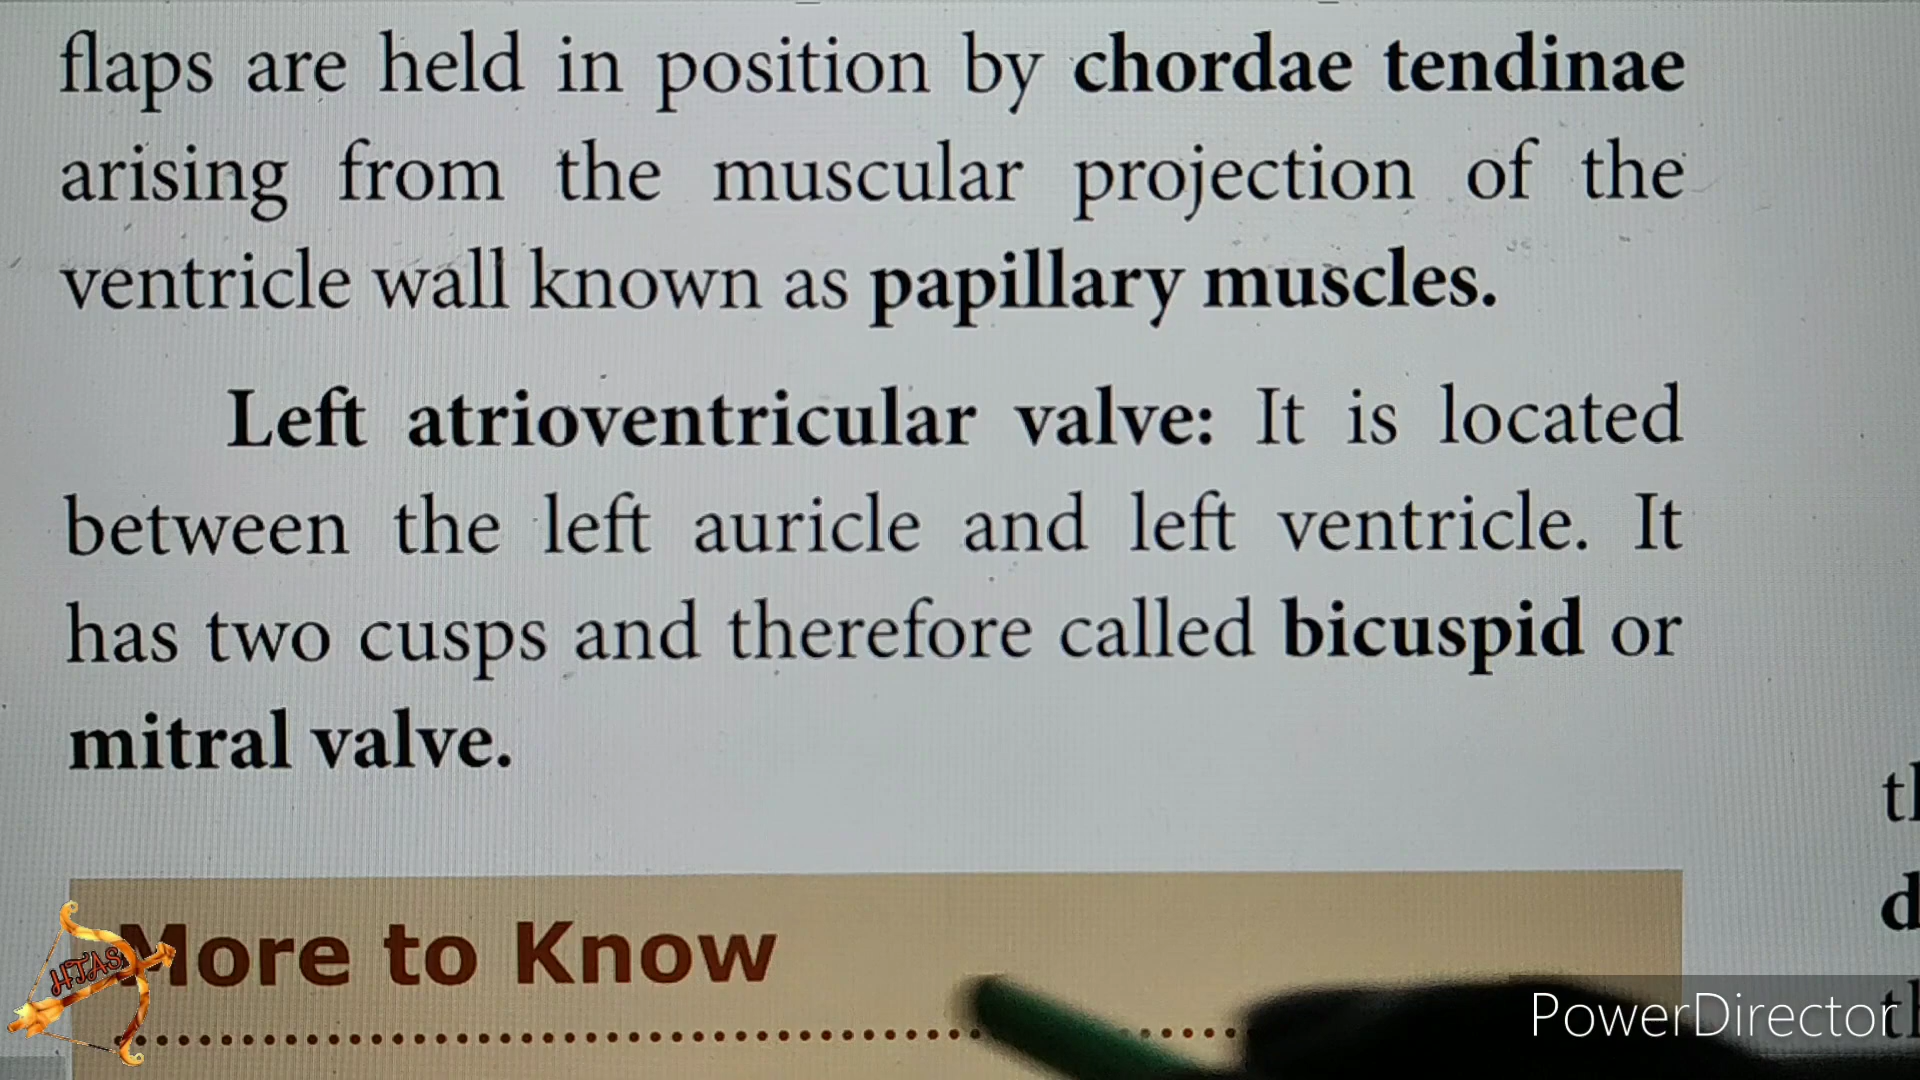 flaps are held in position by chordae tendinae
arising from the muscular projection of the
ventricle wall known as papillary muscles.
Left atrioventricular valve: It is located
between the left auricle and left ventricle. It
has two cusps and therefore called bicuspid or
mitral valve.
More to Know
HTAS
PowerDirector